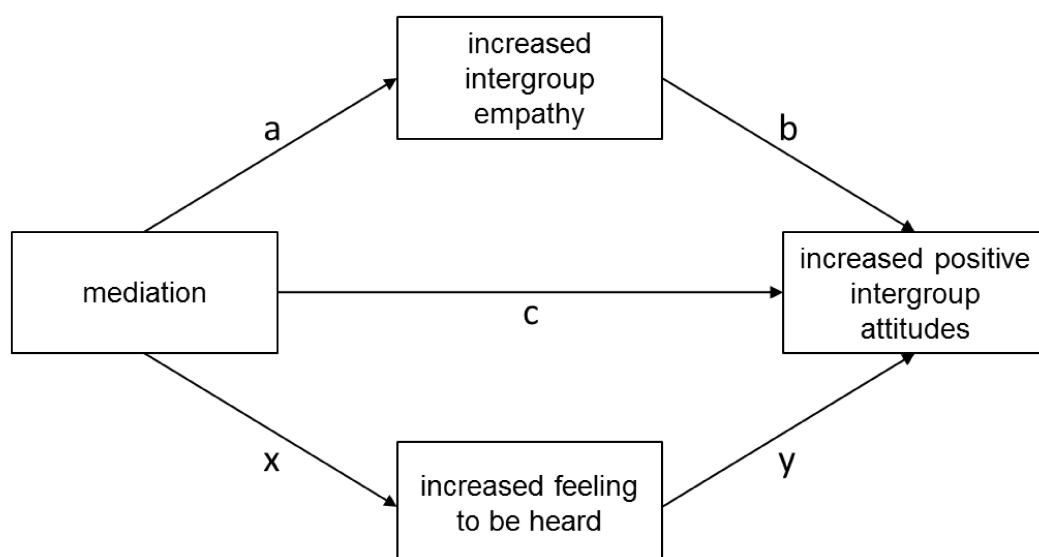 increased
intergroup
empathy
a
b
mediation
c
increased positive
intergroup
attitudes
x
y
increased feeling
to be heard